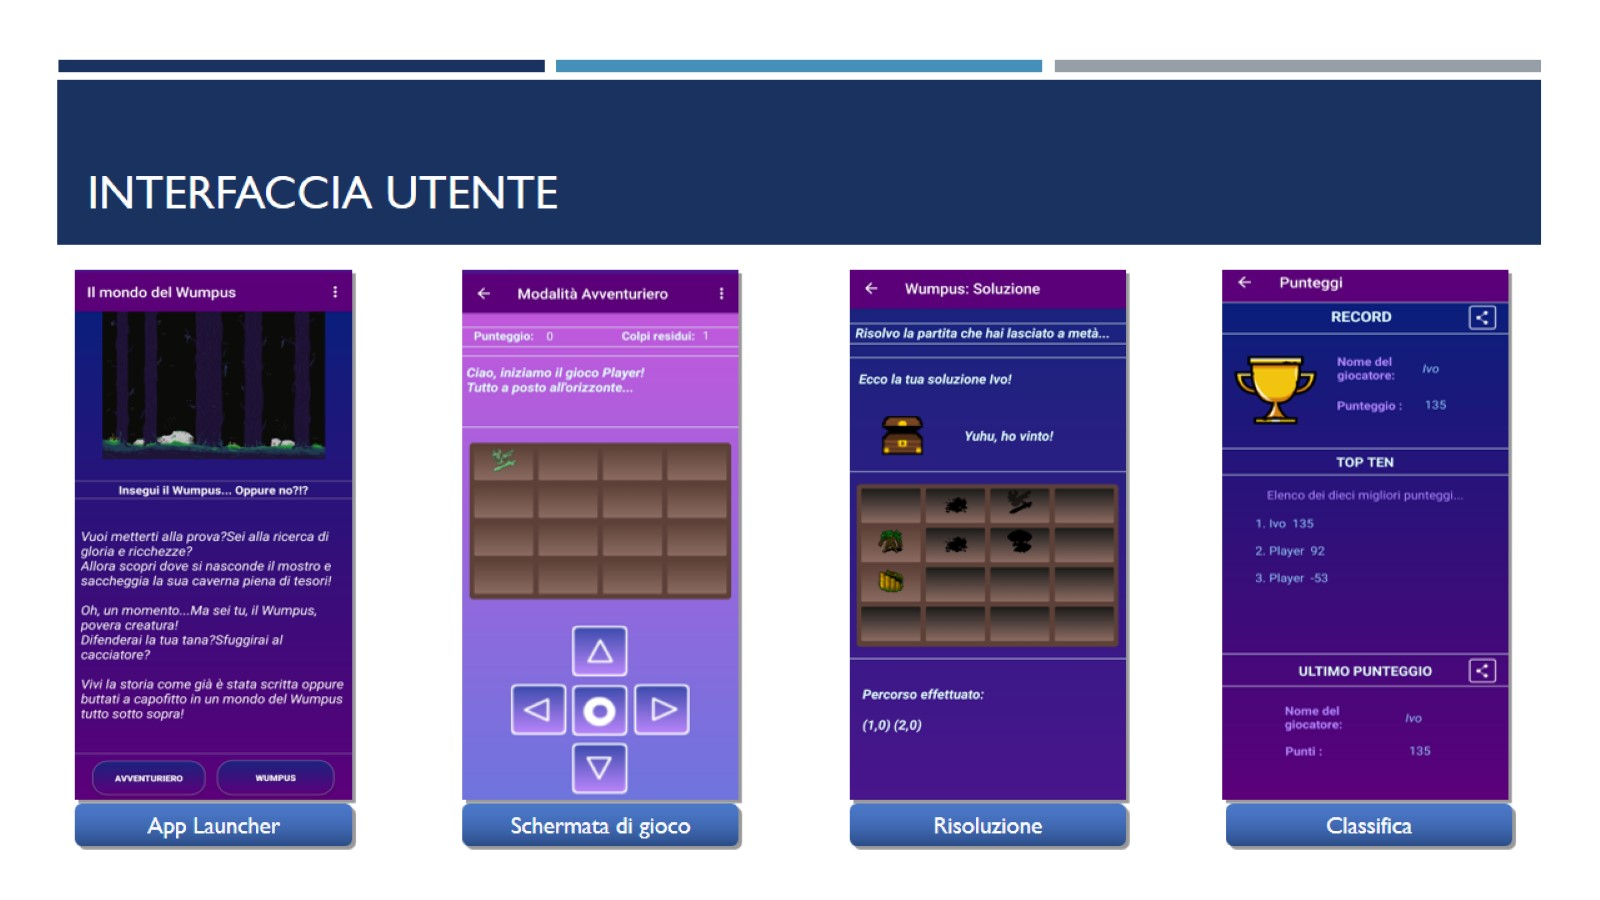 INTERFACCIA UTENTE
Il mondo del Wumpus
Insegui il Wumpus... Oppure no?!?
Vuoi metterti alla prova?Sei alla ricerca di
gloria e ricchezze?
Allora scopri dove si nasconde il mostro e
saccheggia la sua caverna piena di tesori!
Oh, un momento...Ma sei tu, il Wumpus,
povera creatura!
Difenderai la tua tana?Sfuggirai al
cacciatore?
Vivi la storia come già è stata scritta oppure
buttati a capofitto in un mondo del Wumpus
tutto sotto sopra!
AVVENTURIERO WUMPUS
App Launcher
Modalità Avventuriero
Punteggio: 0 Colpi residui: 1
Ciao, iniziamo il gioco Player!
Tutto a posto all'orizzonte...
Schermata di gioco
Wumpus: Soluzione
Risolvo la partita che hai lasciato a metà...
Ecco la tua soluzione Ivo!
Yuhu, ho vinto!
Percorso effettuato:
(1,0) (2,0)
Risoluzione
Punteggi
RECORD
Nome del
giocatore: Ivo
Punteggio : 135
TOP TEN
Elenco dei dieci migliori punteggi...
1. Ivo 135
2. Player 92
3. Player -53
ULTIMO PUNTEGGIO
Nome del
giocatore: Ivo
Punti : 135
Classifica